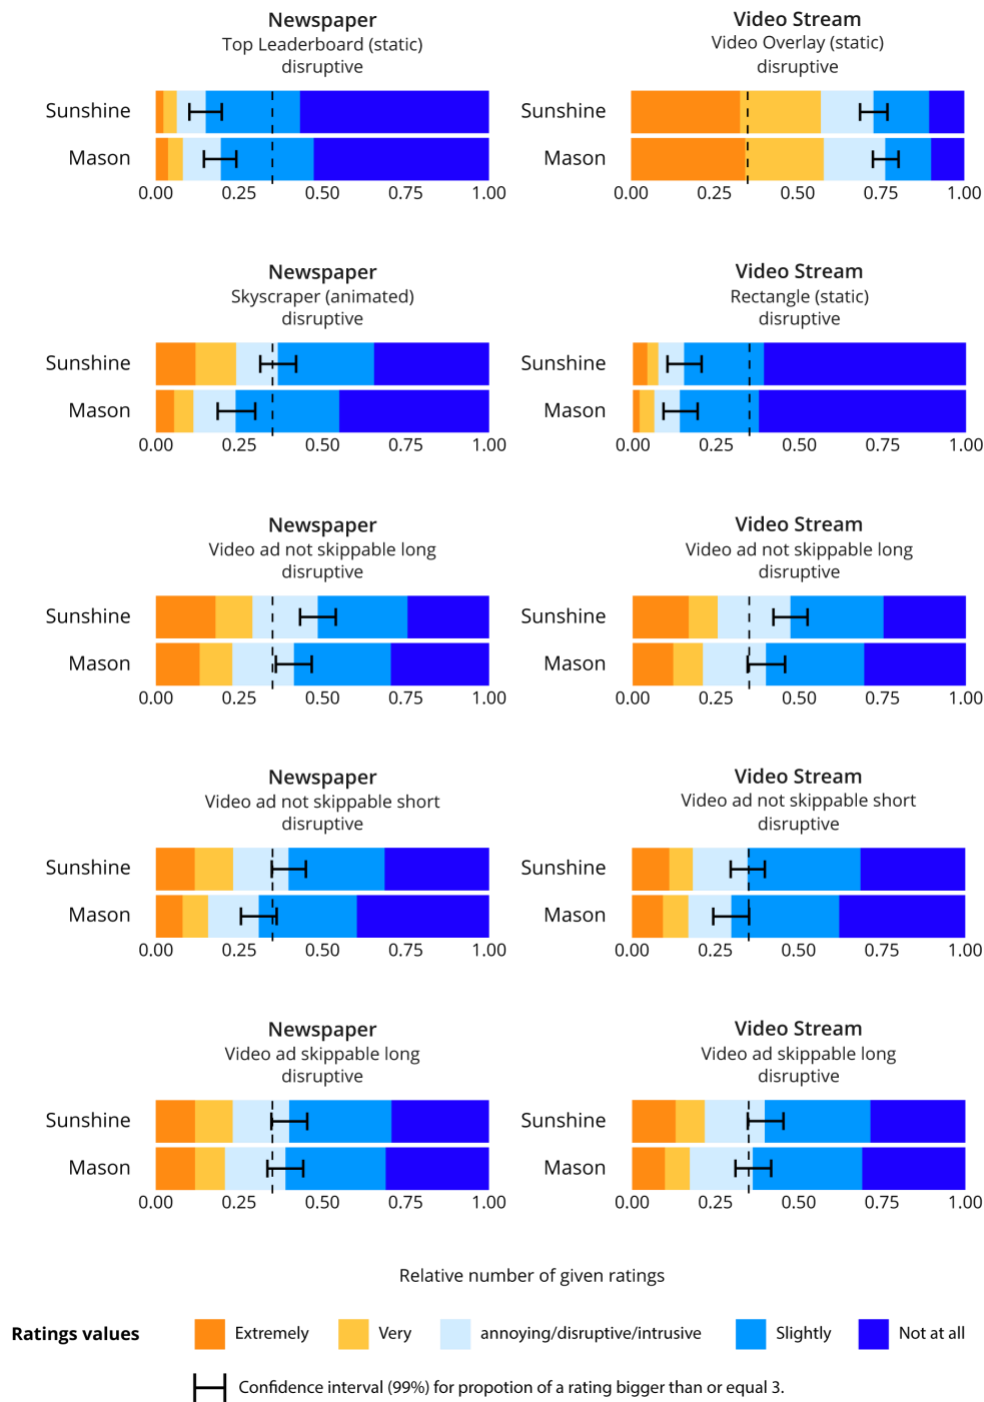 Newspaper
Top Leaderboard (static)
disruptive
Sunshine
Mason
0.00 0.25 0.50 0.75 1.00
Video Stream
Video Overlay (static)
disruptive
Sunshine
Mason
0.00 0.25 0.50 0.75 1.00
Newspaper
Skyscraper (animated)
disruptive
Sunshine
Mason
0.00 0.25 0.50 0.75 1.00
Video Stream
Rectangle (static)
disruptive
Sunshine
Mason
0.00 0.25 0.50 0.75 1.00
Newspaper
Video ad not skippable long
disruptive
Sunshine
Mason
0.00 0.25 0.50 0.75 1.00
Video Stream
Video ad not skippable long
disruptive
Sunshine
Mason
0.00 0.25 0.50 0.75 1.00
Newspaper
Video ad not skippable short
disruptive
Sunshine
Mason
0.00 0.25 0.50 0.75 1.00
Video Stream
Video ad not skippable short
disruptive
Sunshine
Mason
0.00 0.25 0.50 0.75 1.00
Newspaper
Video ad skippable long
disruptive
Sunshine
Mason
0.00 0.25 0.50 0.75 1.00
Video Stream
Video ad skippable long
disruptive
Sunshine
Mason
0.00 0.25 0.50 0.75 1.00
Relative number of given ratings
Ratings values Extremely Very annoying/disruptive/intrusive Slightly Not at all
Confidence interval (99%) for propotion of a rating bigger than or equal 3.